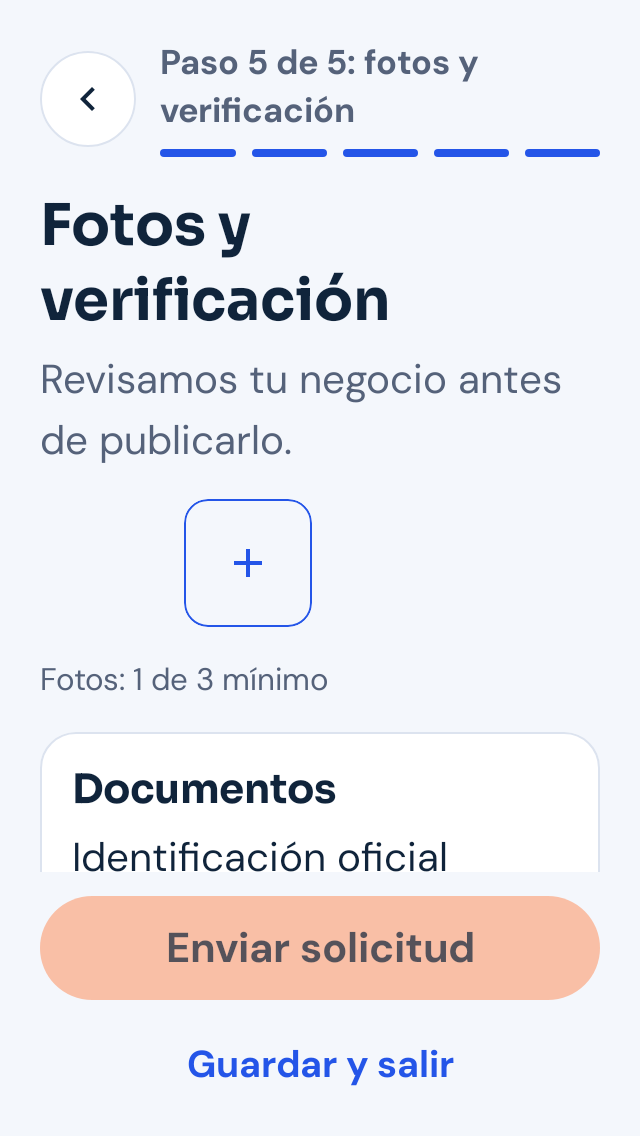 Paso 5 de 5: fotos y
verificación
Fotos y
verificación
Revisamos tu negocio antes
de publicarlo.
+
Fotos: 1 de 3 mínimo
Documentos
Identificación oficial
Enviar solicitud
Guardar y salir